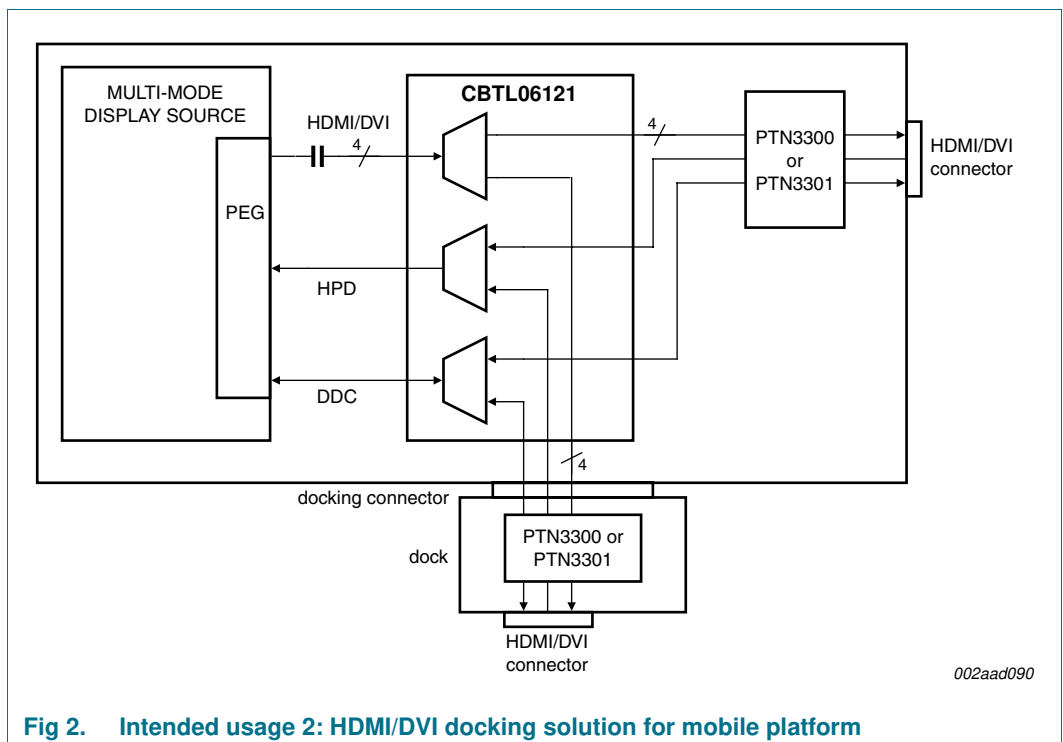 MULTI-MODE
DISPLAY SOURCE
PEG
HDMI/DVI
4
CBTL06121
4
PTN3300
or
PTN3301
HDMI/DVI
connector
HPD
DDC
4
docking connector
dock
PTN3300 or
PTN3301
HDMI/DVI
connector
002aad090
Fig 2. Intended usage 2: HDMI/DVI docking solution for mobile platform